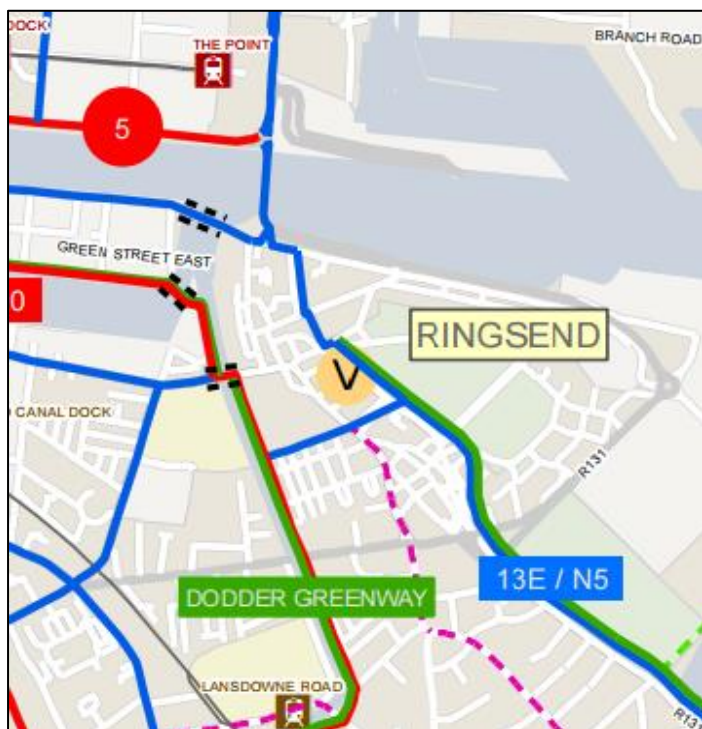 DOCK
THE POINT
BRANCH ROAD
5
GREEN STREET EAST
0
RINGSEND
V
CANAL DOCK
R131
13E / N5
DODDER GREENWAY
LANSDOWNE ROAD
R131